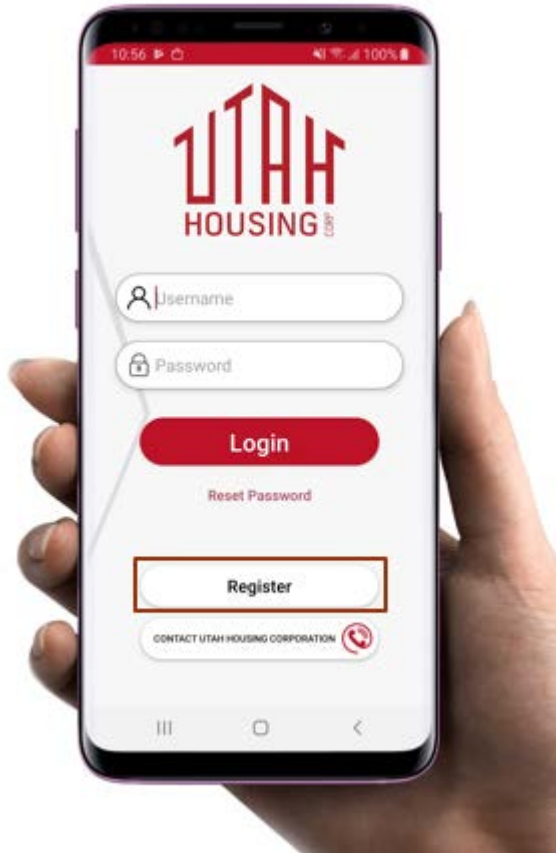 10:56 100%
UTAH
HOUSING CORP
Username
Password
Login
Reset Password
Register
CONTACT UTAH HOUSING CORPORATION